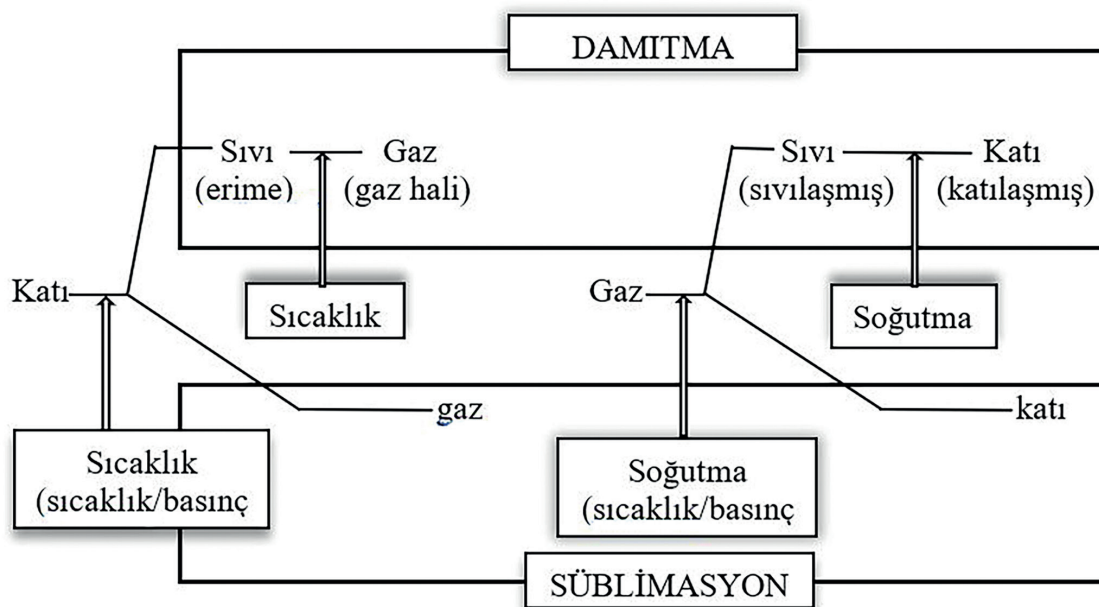 DAMITMA
Sıvı Gaz
(erime) (gaz hali)
Sıvı Katı
(sıvılaşmış) (katılaşmış)
Katı
Sıcaklık
Gaz
Soğutma
gaz
katı
Sıcaklık
(sıcaklık/basınç
Soğutma
(sıcaklık/basınç
SÜBLİMASYON